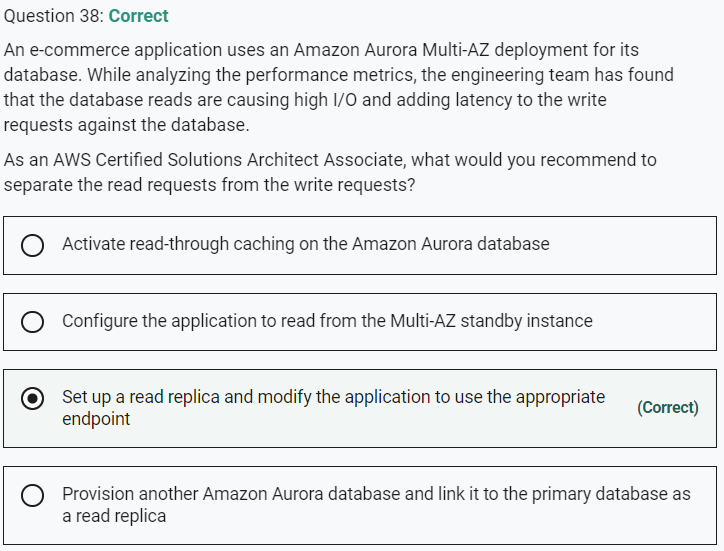 Question 38: Correct
An e-commerce application uses an Amazon Aurora Multi-AZ deployment for its
database. While analyzing the performance metrics, the engineering team has found
that the database reads are causing high I/O and adding latency to the write
requests against the database.
As an AWS Certified Solutions Architect Associate, what would you recommend to
separate the read requests from the write requests?
Activate read-through caching on the Amazon Aurora database
Configure the application to read from the Multi-AZ standby instance
Set up a read replica and modify the application to use the appropriate
endpoint
(Correct)
Provision another Amazon Aurora database and link it to the primary database as
a read replica